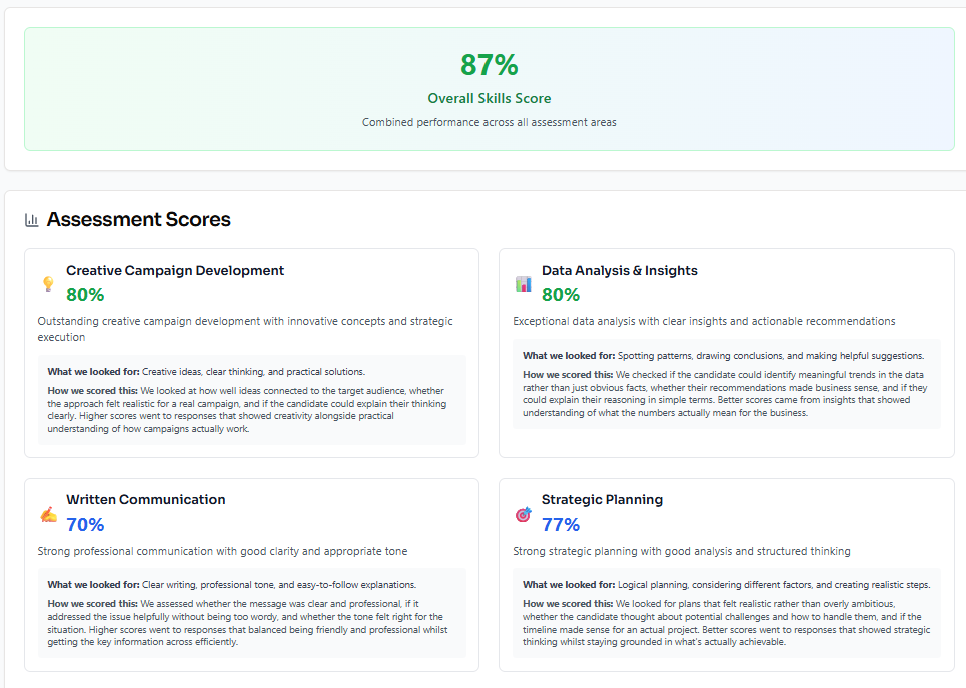 87%
Overall Skills Score
Combined performance across all assessment areas
Assessment Scores
Creative Campaign Development
80%
Outstanding creative campaign development with innovative concepts and strategic
execution
What we looked for: Creative ideas, clear thinking, and practical solutions.
How we scored this: We looked at how well ideas connected to the target audience, whether
the approach felt realistic for a real campaign, and if the candidate could explain their thinking
clearly. Higher scores went to responses that showed creativity alongside practical
understanding of how campaigns actually work.
Data Analysis & Insights
80%
Exceptional data analysis with clear insights and actionable recommendations
What we looked for: Spotting patterns, drawing conclusions, and making helpful suggestions.
How we scored this: We checked if the candidate could identify meaningful trends in the data
rather than just obvious facts, whether their recommendations made business sense, and if they
could explain their reasoning in simple terms. Better scores came from insights that showed
understanding of what the numbers actually mean for the business.
Written Communication
70%
Strong professional communication with good clarity and appropriate tone
What we looked for: Clear writing, professional tone, and easy-to-follow explanations.
How we scored this: We assessed whether the message was clear and professional, if it
addressed the issue helpfully without being too wordy, and whether the tone felt right for the
situation. Higher scores went to responses that balanced being friendly and professional whilst
getting the key information across efficiently.
Strategic Planning
77%
Strong strategic planning with good analysis and structured thinking
What we looked for: Logical planning, considering different factors, and creating realistic steps.
How we scored this: We looked for plans that felt realistic rather than overly ambitious,
whether the candidate thought about potential challenges and how to handle them, and if the
timeline made sense for an actual project. Better scores went to responses that showed strategic
thinking whilst staying grounded in what's actually achievable.